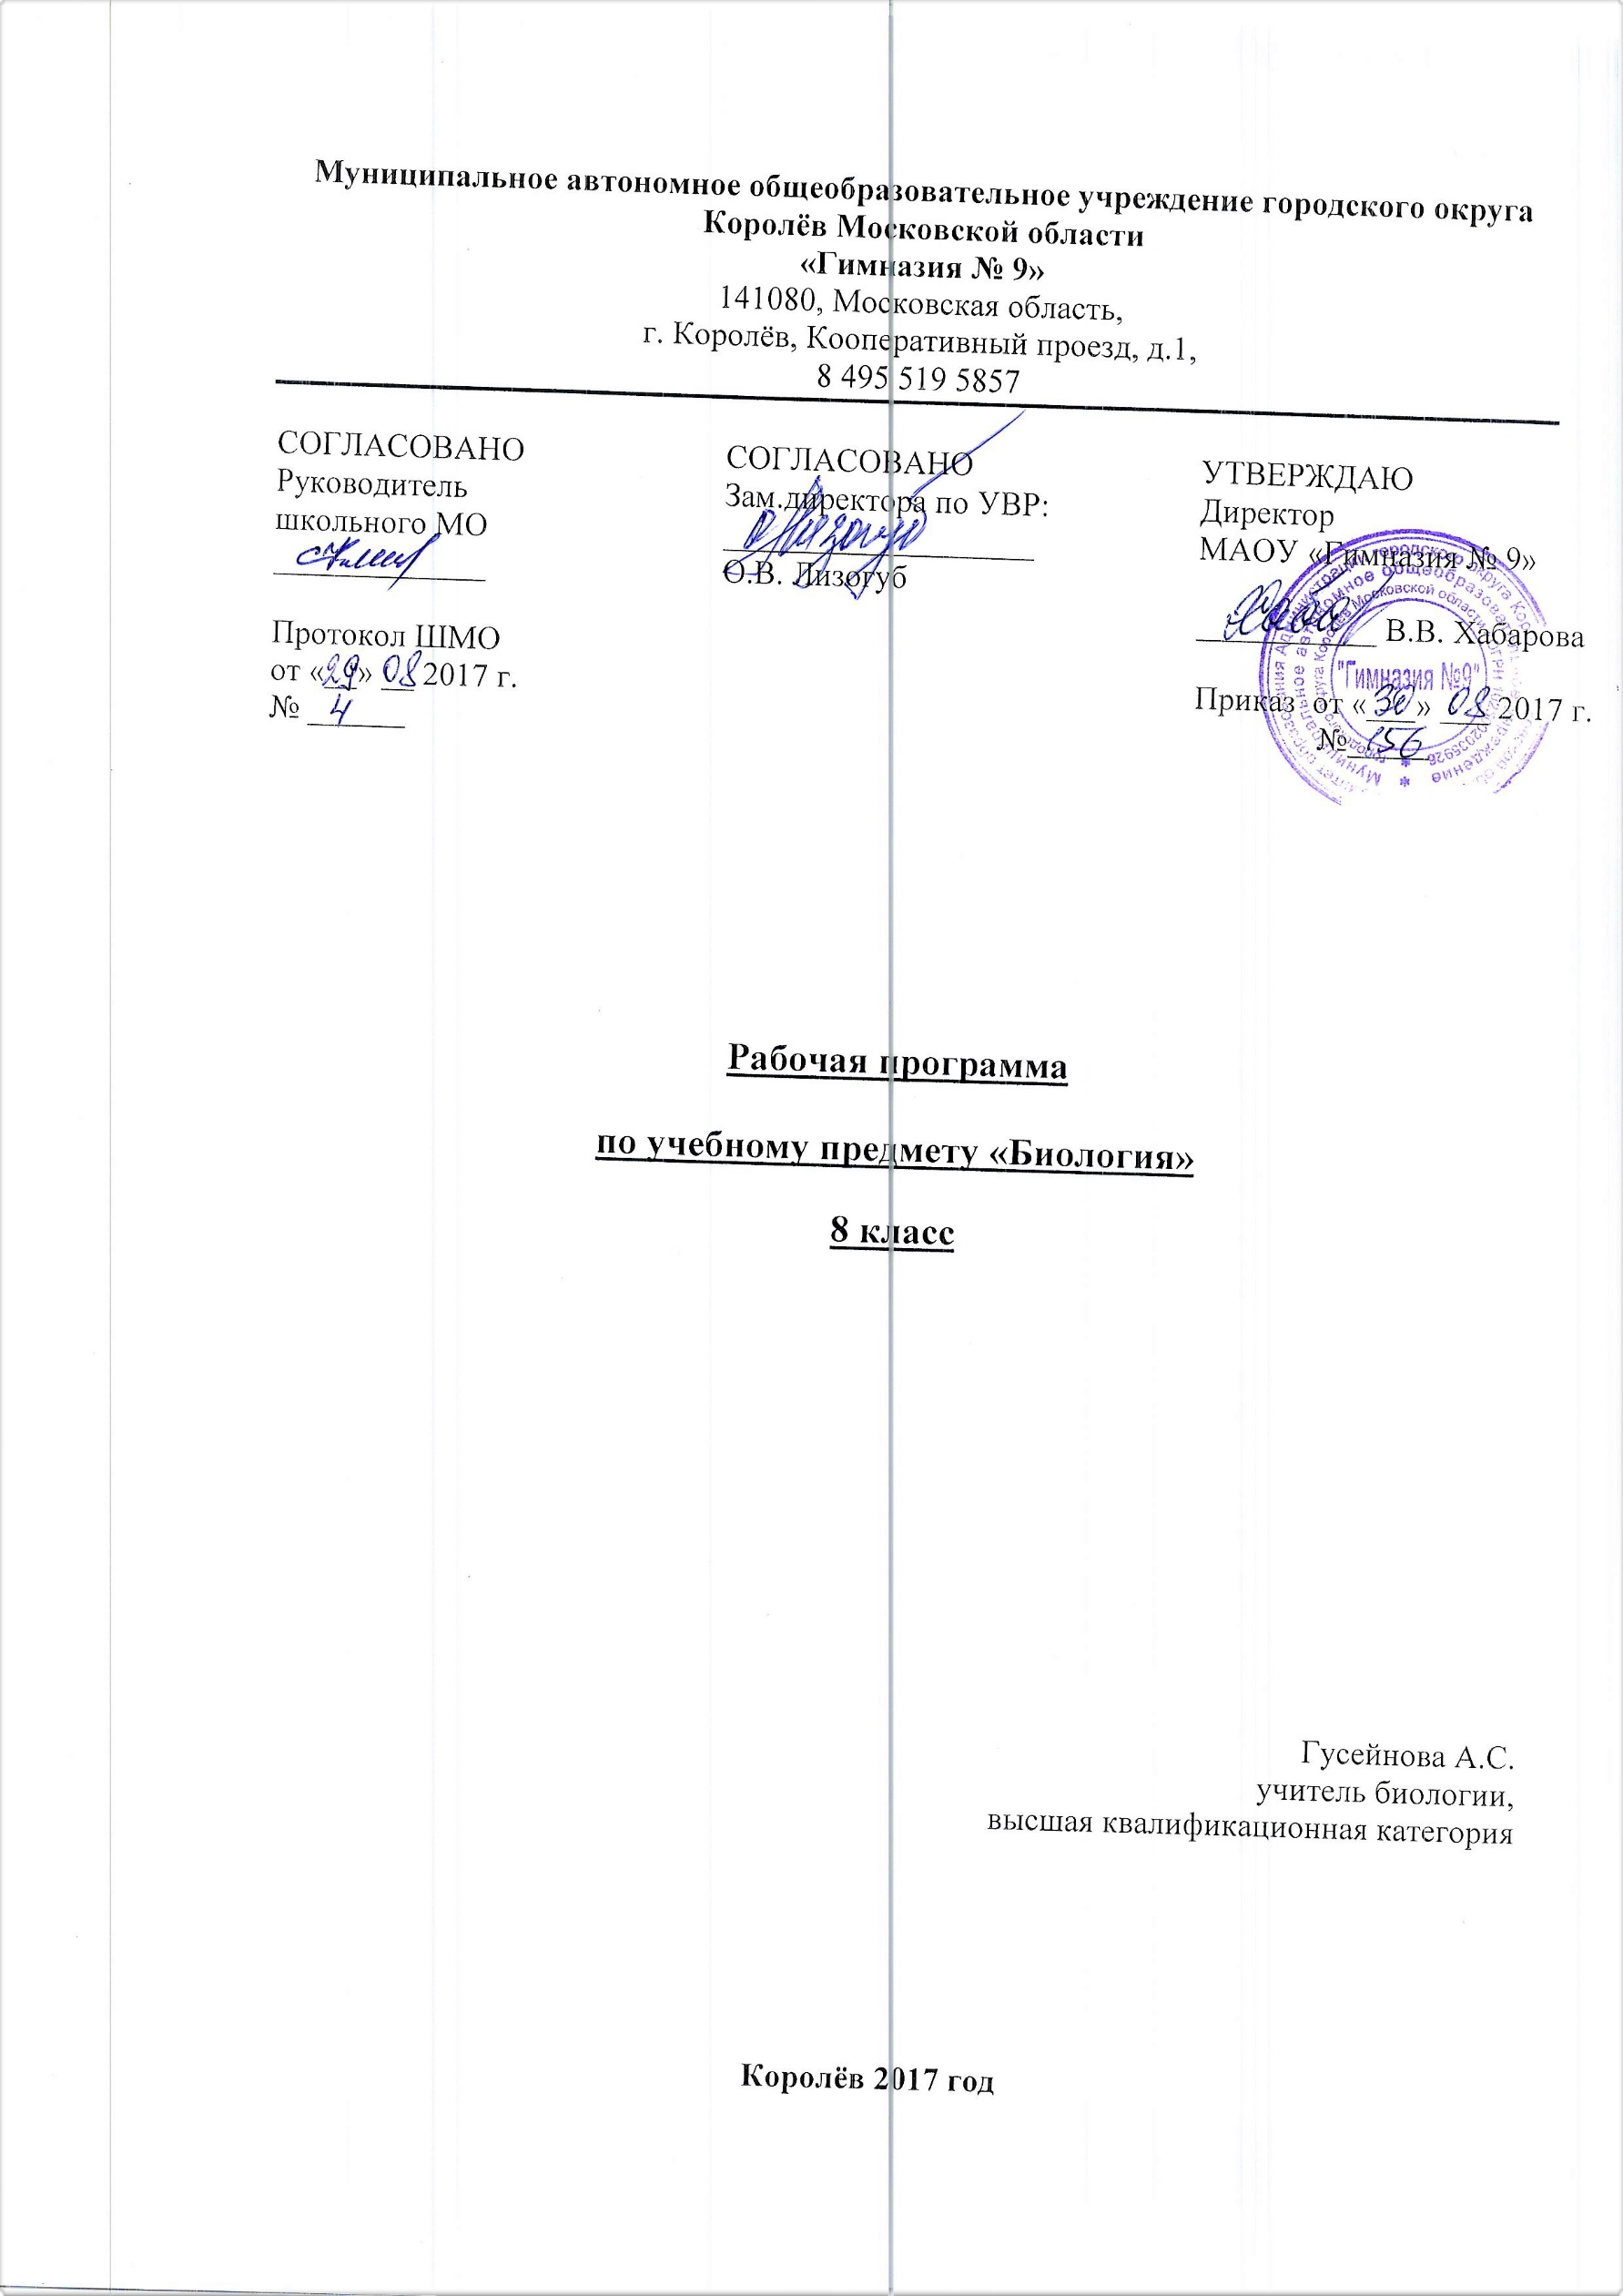 Муниципальное автономное общеобразовательное учреждение городского округа
Королёв Московской области
«Гимназия № 9»
141080, Московская область,
г. Королёв, Кооперативный проезд, д.1,
8 495 519 5857
СОГЛАСОВАНО
Руководитель
школьного МО
Протокол ШМО
от «29» 08 2017 г.
№ 4
СОГЛАСОВАНО
Зам.директора по УВР:
О.В. Лизогуб
УТВЕРЖДАЮ
Директор
МАОУ «Гимназия № 9»
В.В. Хабарова
"Гимназия №9"
Приказ от «30» 08 2017 г.
№ 156
Рабочая программа
по учебному предмету «Биология»
8 класс
Гусейнова А.С.
учитель биологии,
высшая квалификационная категория
Королёв 2017 год